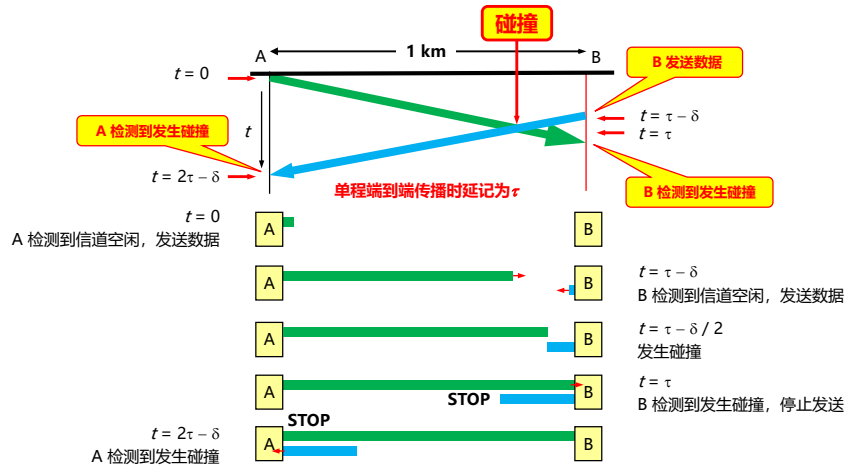 碰撞
A
1 km
B
B 发送数据
t = 0
t = τ − δ
t = τ
A 检测到发生碰撞
t
t = 2τ − δ
单程端到端传播时延记为τ
B 检测到发生碰撞
t = 0
A 检测到信道空闲，发送数据
A
B
A
B
t = τ − δ
B 检测到信道空闲，发送数据
A
B
t = τ − δ / 2
发生碰撞
A
B
STOP
t = τ
B 检测到发生碰撞，停止发送
STOP
t = 2τ − δ
A 检测到发生碰撞
A
B